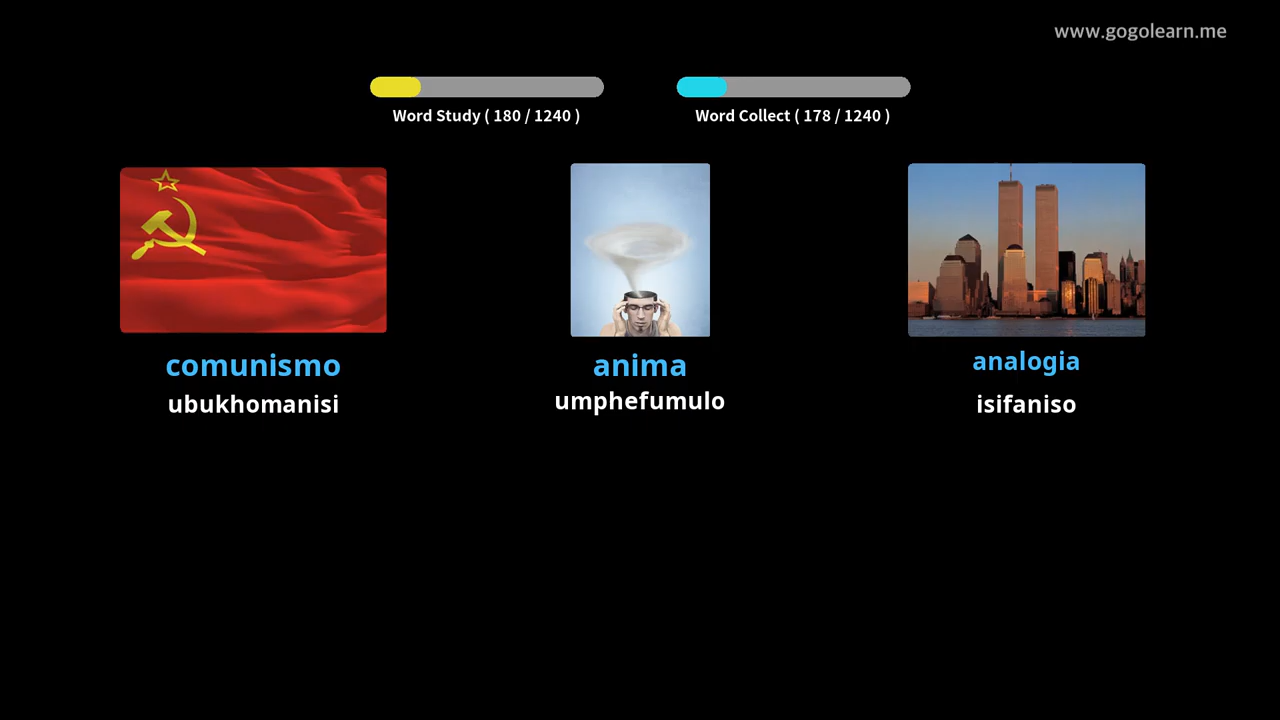 www.gogolearn.me
Word Study ( 180 / 1240 )
Word Collect ( 178 / 1240 )
comunismo
ubukhomanisi
anima
umphefumulo
analogia
isifaniso